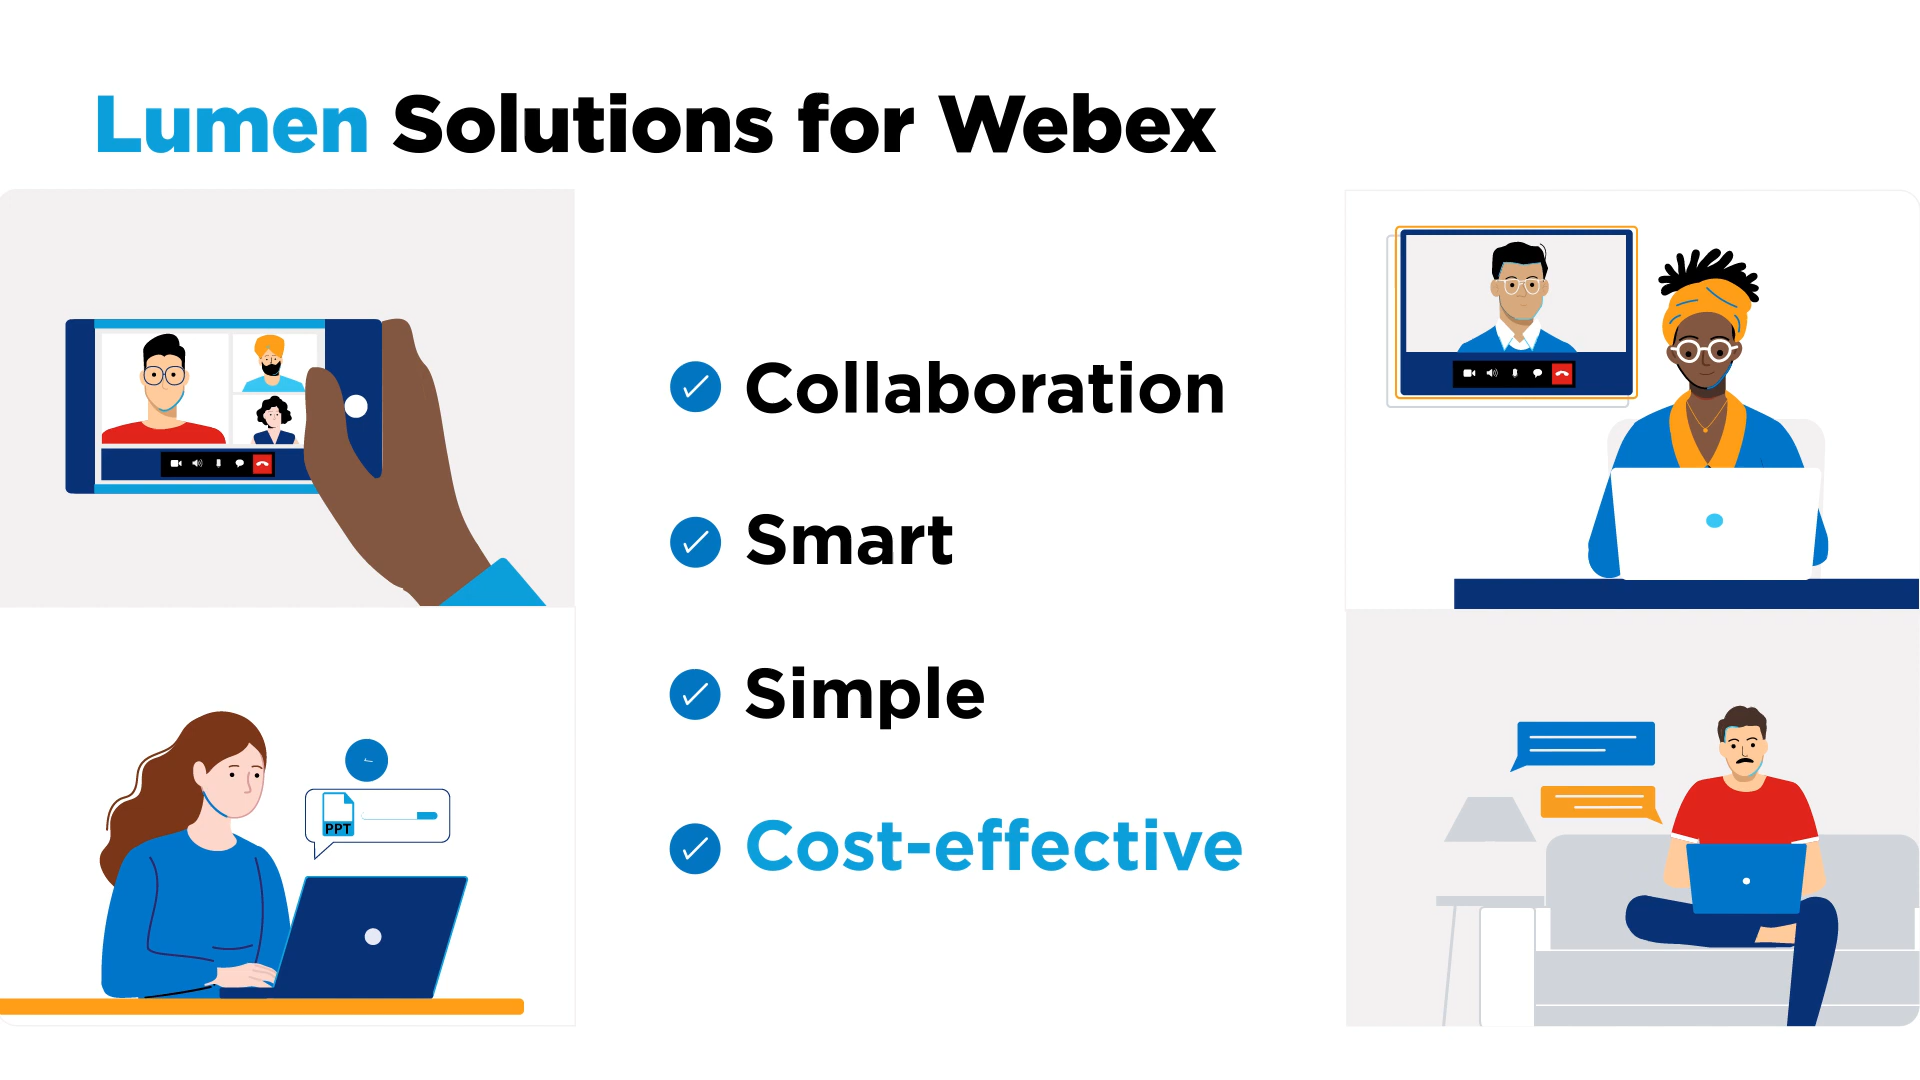 Lumen Solutions for Webex
Collaboration
Smart
Simple
Cost-effective
PPT